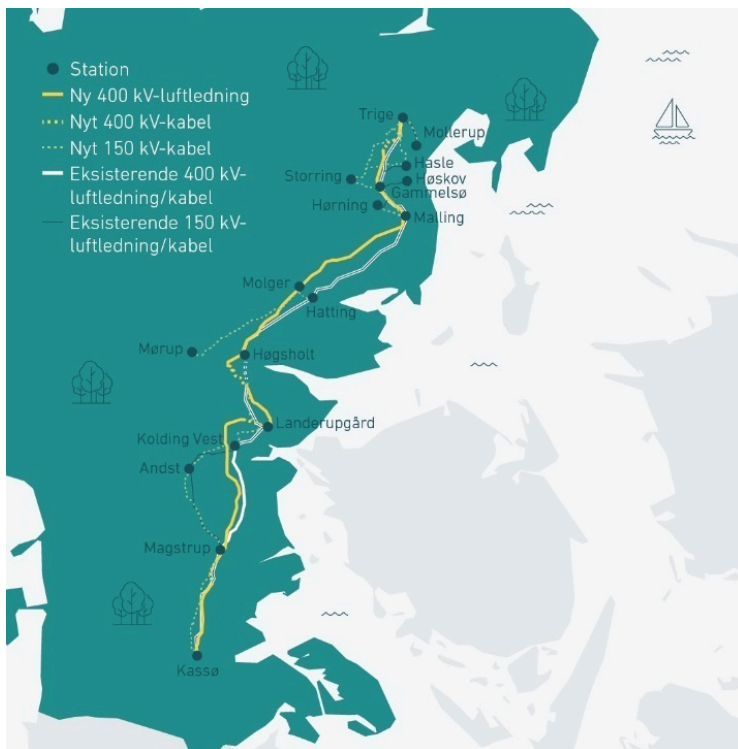 Station
Ny 400 kV-luftledning
Nyt 400 kV-kabel
Nyt 150 kV-kabel
Eksisterende 400 kV-
luftledning/kabel
Eksisterende 150 kV-
luftledning/kabel
Trige
Mollerup
Hasle
Storring
Høskov
Gammelsø
Hørning
Malling
Molger
Hatting
Mørup
Høgsholt
Landerupgård
Kolding Vest
Andst
Magstrup
Kassø